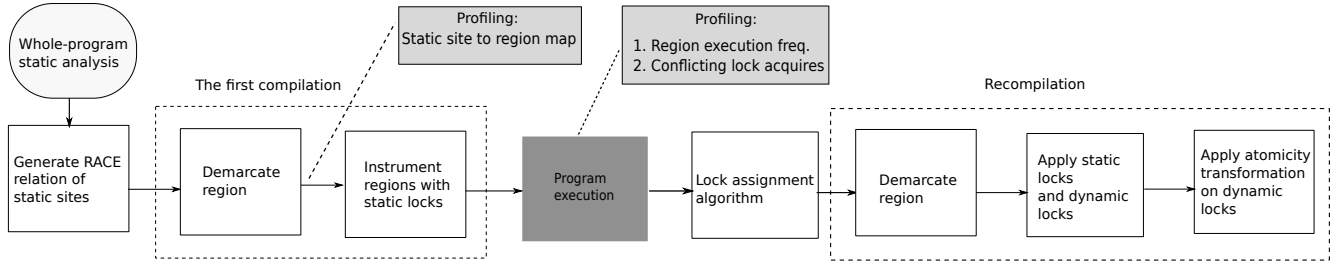 Whole-program
static analysis
Generate RACE
relation of
static sites
The first compilation
Demarcate
region
Profiling:
Static site to region map
Instrument
regions with
static locks
Profiling:
1. Region execution freq.
2. Conflicting lock acquires
Program
execution
Lock assignment
algorithm
Recompilation
Demarcate
region
Apply static
locks
and dynamic
locks
Apply atomicity
transformation
on dynamic
locks